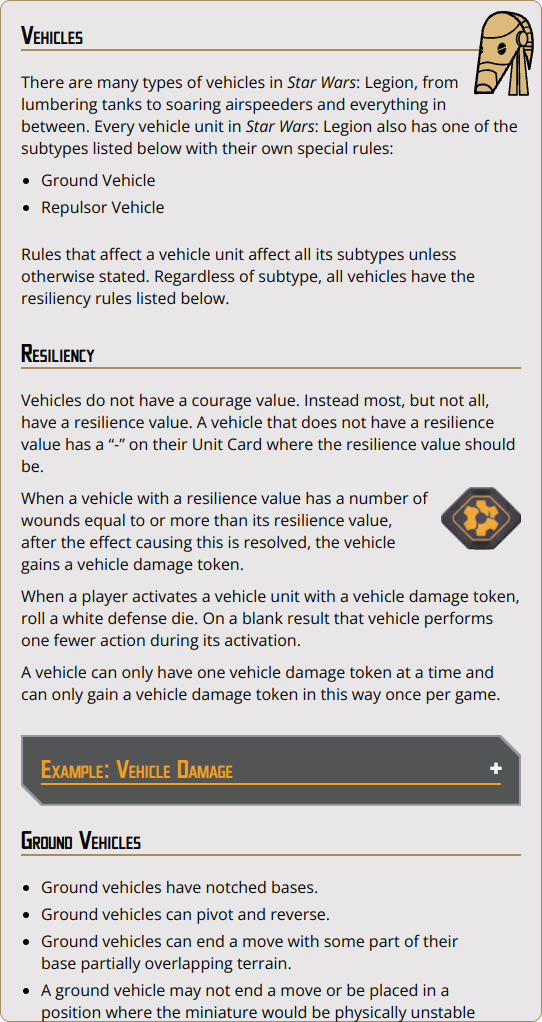 Vehicles
There are many types of vehicles in Star Wars: Legion, from
lumbering tanks to soaring airspeeders and everything in
between. Every vehicle unit in Star Wars: Legion also has one of the
subtypes listed below with their own special rules:
• Ground Vehicle
• Repulsor Vehicle
Rules that affect a vehicle unit affect all its subtypes unless
otherwise stated. Regardless of subtype, all vehicles have the
resiliency rules listed below.
Resiliency
Vehicles do not have a courage value. Instead most, but not all,
have a resilience value. A vehicle that does not have a resilience
value has a “-” on their Unit Card where the resilience value should
be.
When a vehicle with a resilience value has a number of
wounds equal to or more than its resilience value,
after the effect causing this is resolved, the vehicle
gains a vehicle damage token.
When a player activates a vehicle unit with a vehicle damage token,
roll a white defense die. On a blank result that vehicle performs
one fewer action during its activation.
A vehicle can only have one vehicle damage token at a time and
can only gain a vehicle damage token in this way once per game.
Example: Vehicle Damage +
Ground Vehicles
• Ground vehicles have notched bases.
• Ground vehicles can pivot and reverse.
• Ground vehicles can end a move with some part of their
base partially overlapping terrain.
• A ground vehicle may not end a move or be placed in a
position where the miniature would be physically unstable